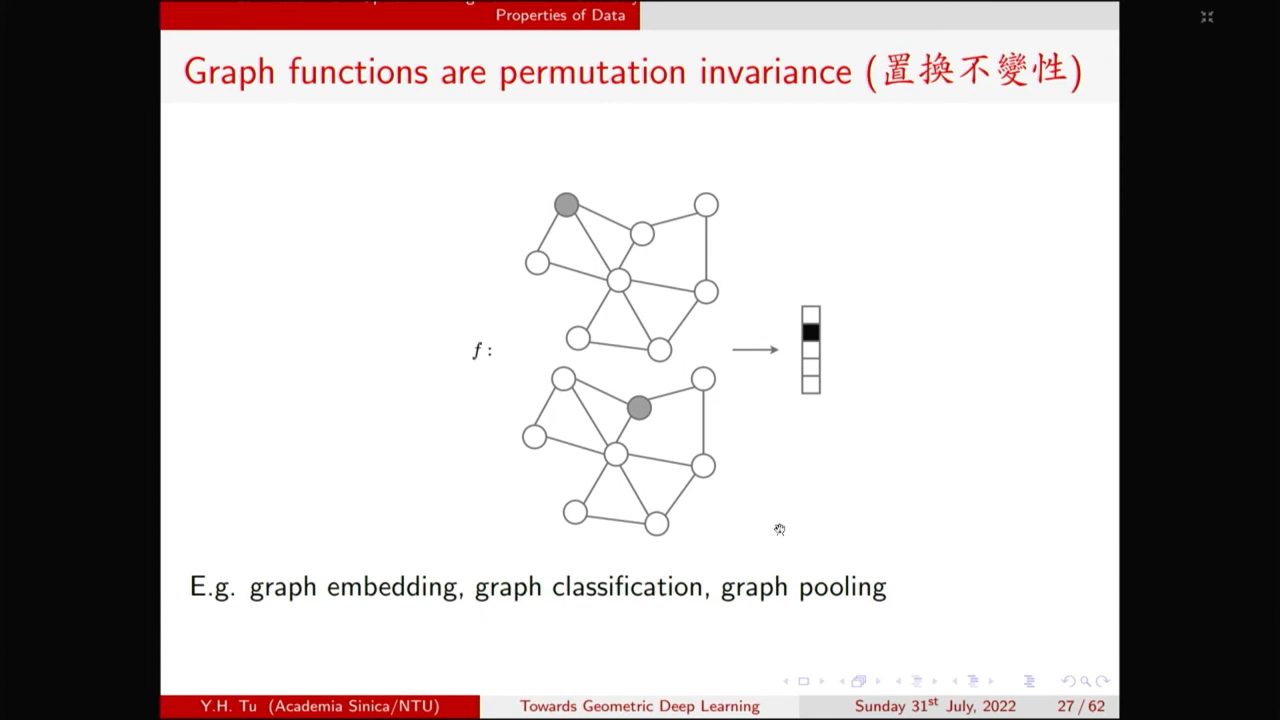 Properties of Data
Graph functions are permutation invariance (置換不變性)
f :
E.g. graph embedding, graph classification, graph pooling
Y.H. Tu (Academia Sinica/NTU)
Towards Geometric Deep Learning
Sunday 31st July, 2022
27 / 62